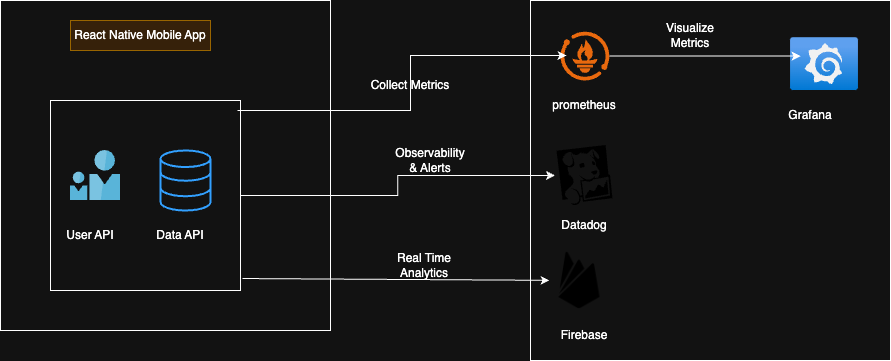 React Native Mobile App
Visualize
Metrics
Collect Metrics
prometheus
Grafana
Observability
& Alerts
User API
Data API
Datadog
Real Time
Analytics
Firebase